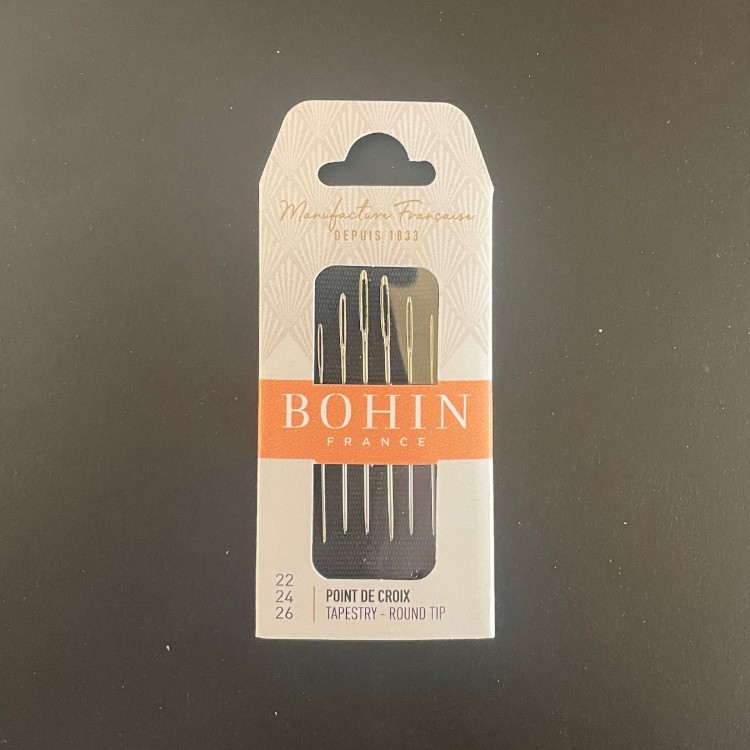 Manufacture Française
DEPUIS 1833
BOHIN
FRANCE
22
24
26
POINT DE CROIX
TAPESTRY - ROUND TIP